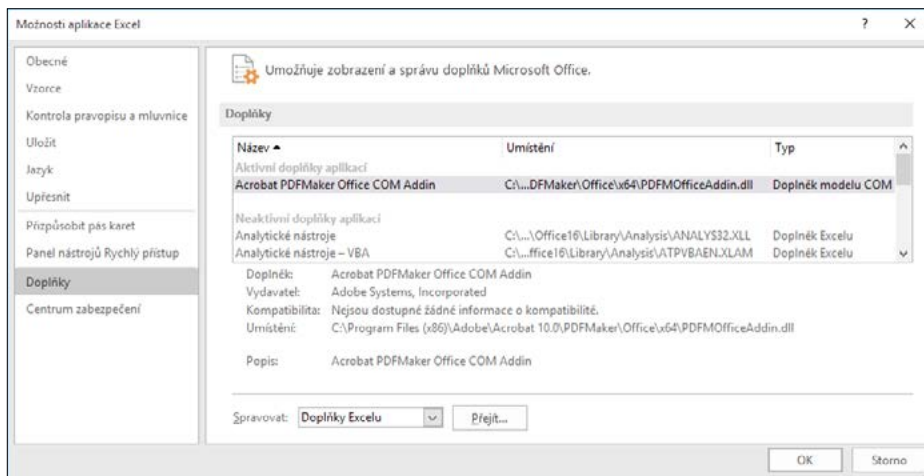 Možnosti aplikace Excel ? ×
Obecné
Vzorce
Kontrola pravopisu a mluvnice
Uložit
Jazyk
Upřesnit
Přizpůsobit pás karet
Panel nástrojů Rychlý přístup
Doplňky
Centrum zabezpečení
Umožňuje zobrazení a správu doplňků Microsoft Office.
Doplňky
Název Umístění Typ
Aktivní doplňky aplikací
Acrobat PDFMaker Office COM Addin C:\...DFMaker\Office\x64\PDFMOfficeAddin.dll Doplněk modelu COM
Neaktivní doplňky aplikací
Analytické nástroje C:\...\Office16\Library\Analysis\ANALYS32.XLL Doplněk Excelu
Analytické nástroje – VBA C:\...ffice16\Library\Analysis\ATPVBAEN.XLAM Doplněk Excelu
Doplněk: Acrobat PDFMaker Office COM Addin
Vydavatel: Adobe Systems, Incorporated
Kompatibilita: Nejsou dostupné žádné informace o kompatibilitě.
Umístění: C:\Program Files (x86)\Adobe\Acrobat 10.0\PDFMaker\Office\x64\PDFMOfficeAddin.dll
Popis: Acrobat PDFMaker Office COM Addin
Spravovat: Doplňky Excelu Přejít...
OK Storno